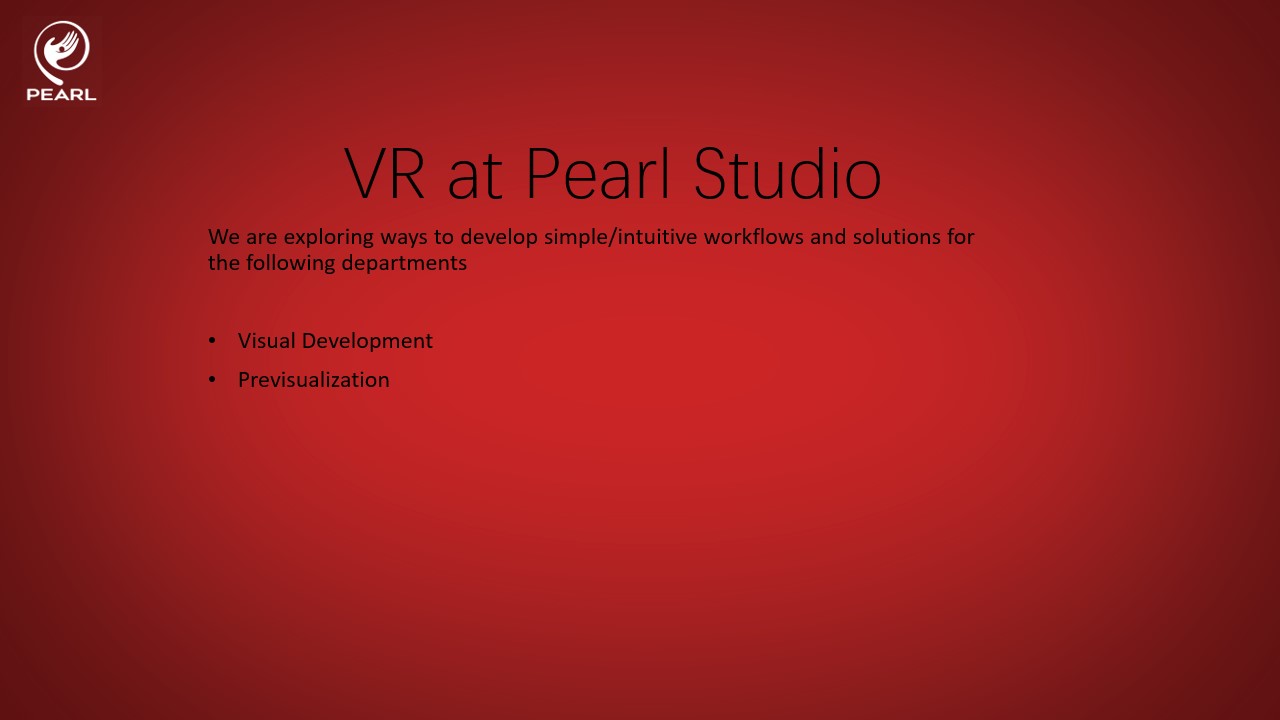 PEARL
VR at Pearl Studio
We are exploring ways to develop simple/intuitive workflows and solutions for
the following departments
• Visual Development
• Previsualization